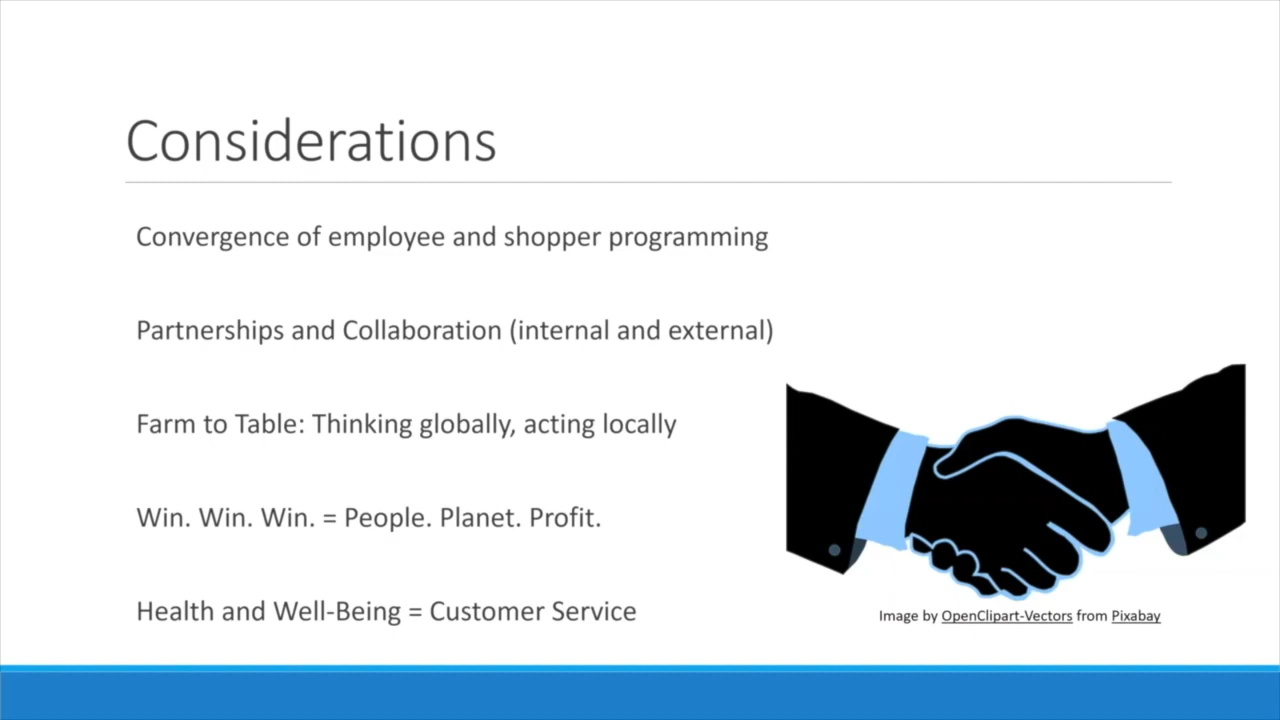 Considerations
Convergence of employee and shopper programming
Partnerships and Collaboration (internal and external)
Farm to Table: Thinking globally, acting locally
Win. Win. Win. = People. Planet. Profit.
Health and Well-Being = Customer Service
Image by OpenClipart-Vectors from Pixabay